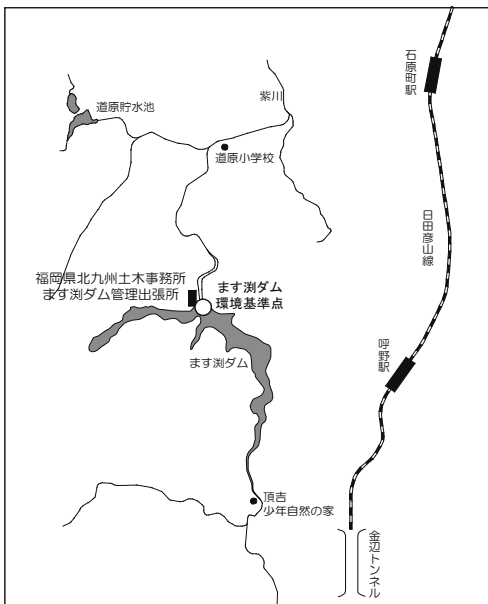 石原町駅
紫川
道原貯水池
道原小学校
日田彦山線
福岡県北九州土木事務所
ます渕ダム管理出張所
ます渕ダム
環境基準点
ます渕ダム
呼野駅
頂吉
少年自然の家
金辺トンネル